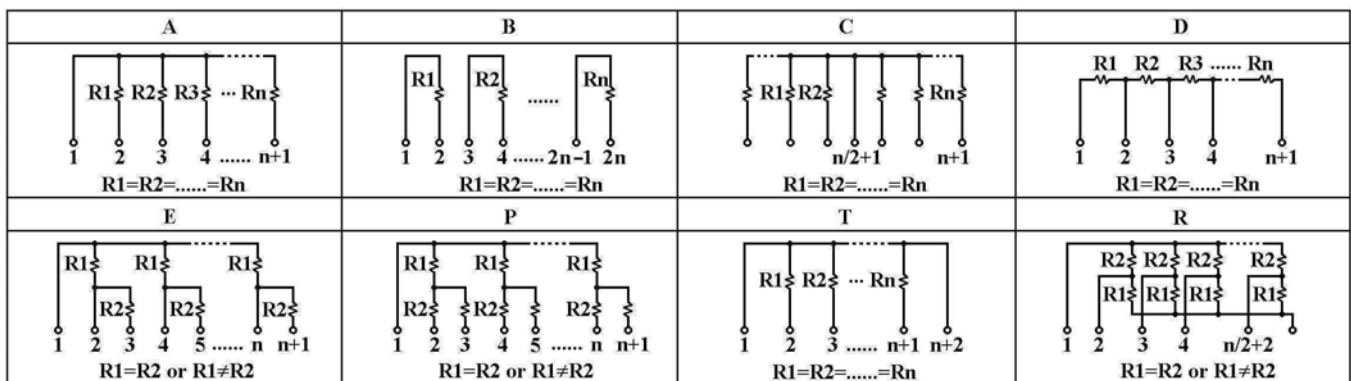 A
R1 R2 R3 ... Rn
1 2 3 4 ...... n+1
R1=R2=......=Rn
B
R1 R2 ...... Rn
1 2 3 4 ...... 2n-1 2n
R1=R2=......=Rn
C
R1 R2 Rn
n/2+1 n+1
R1=R2=......=Rn
D
R1 R2 R3 ...... Rn
1 2 3 4 n+1
R1=R2=......=Rn
E
R1 R1 R1
R2 R2 R2
1 2 3 4 5 ...... n n+1
R1=R2 or R1≠R2
P
R1 R1 R1
R2 R2 R2
1 2 3 4 5 ...... n n+1
R1=R2 or R1≠R2
T
R1 R2 ... Rn
1 2 3 ...... n+1 n+2
R1=R2=......=Rn
R
R2 R2 R2 R2
R1 R1 R1 R1
1 2 3 4 n/2+2
R1=R2 or R1≠R2